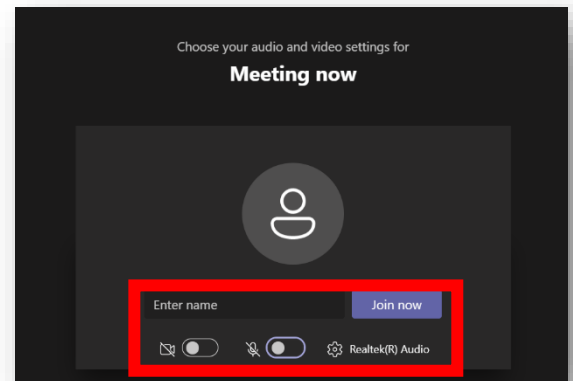 Choose your audio and video settings for
Meeting now
Enter name
Join now
Realtek(R) Audio